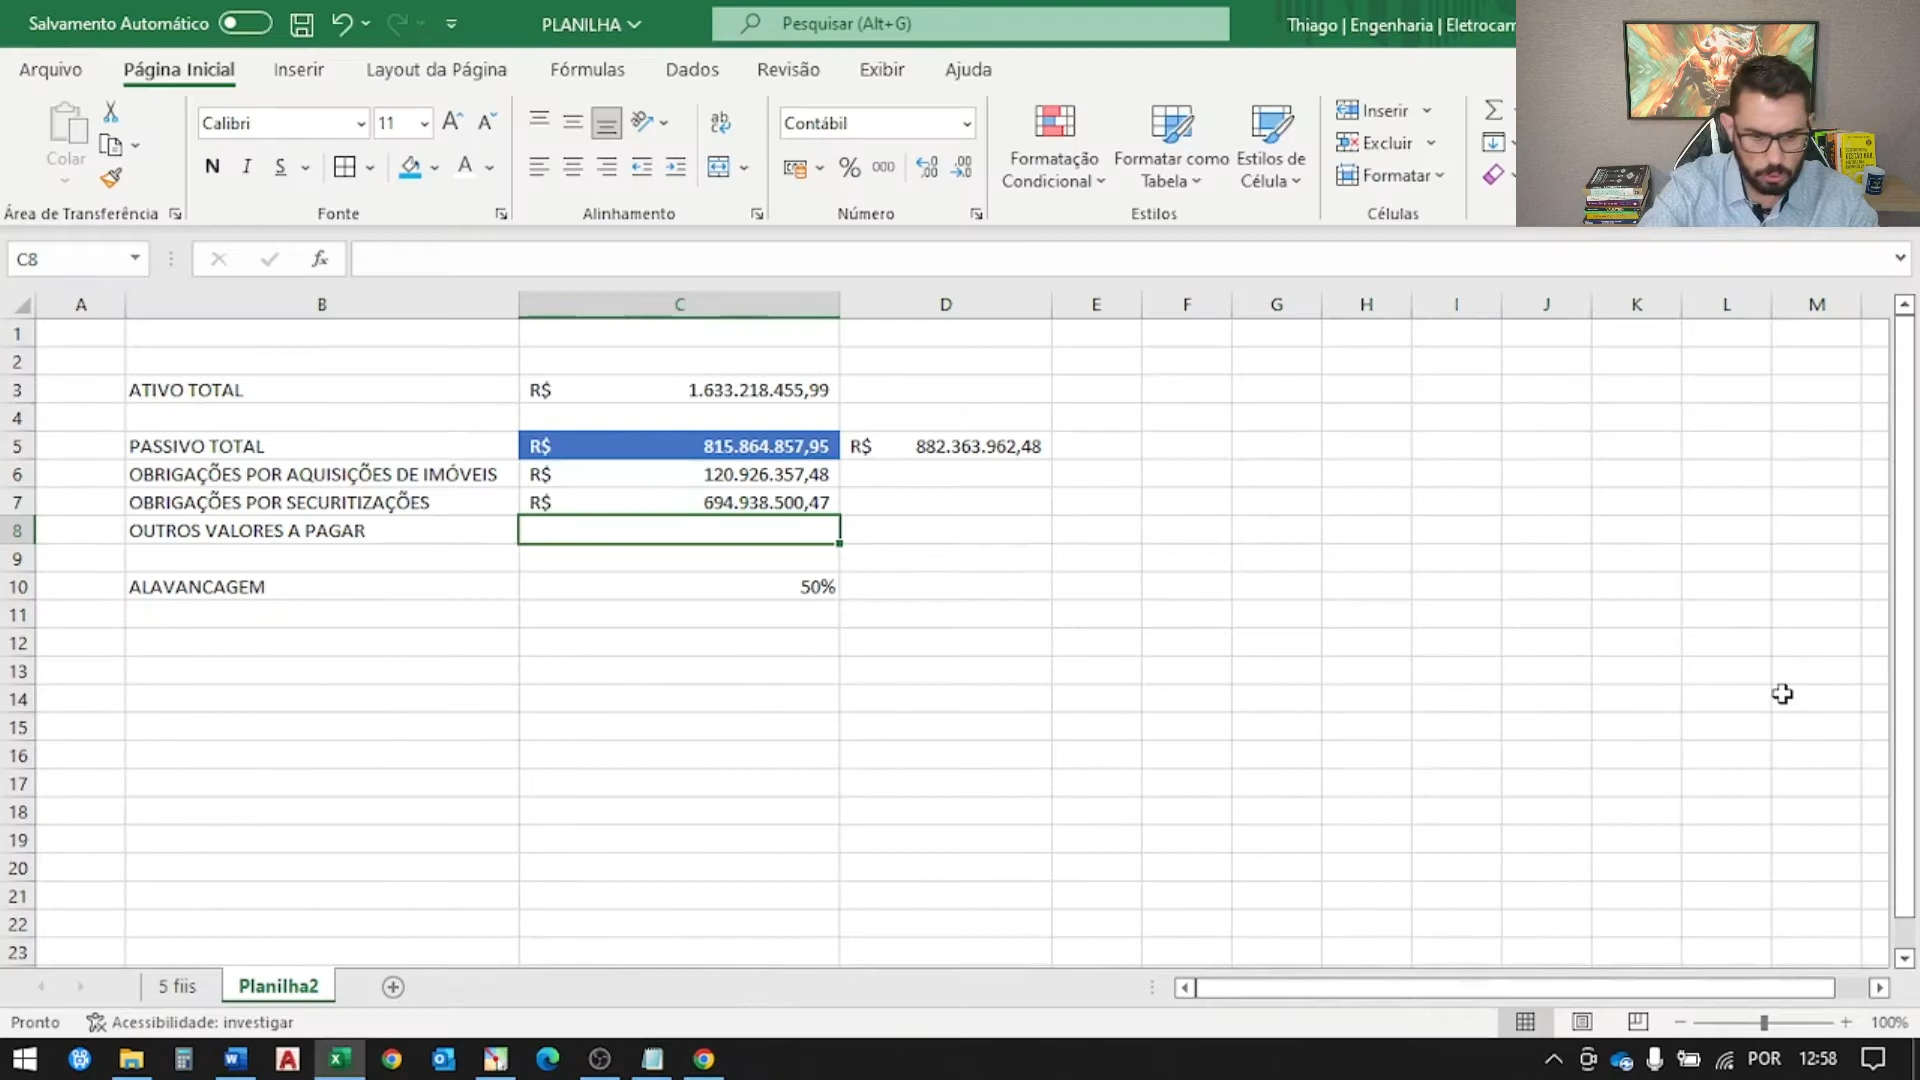 Salvamento Automático
PLANILHA
Pesquisar (Alt+G)
Thiago | Engenharia | Eletrocam
Arquivo
Página Inicial
Inserir
Layout da Página
Fórmulas
Dados
Revisão
Exibir
Ajuda
Colar
Calibri
11
N I S
Contábil
% 000
Formatação Condicional
Formatar como Tabela
Estilos de Célula
Inserir
Excluir
Formatar
Área de Transferência
Fonte
Alinhamento
Número
Estilos
Células
C8
fx
A B C D E F G H I J K L M
1
2
3 ATIVO TOTAL R$ 1.633.218.455,99
4
5 PASSIVO TOTAL R$ 815.864.857,95 R$ 882.363.962,48
6 OBRIGAÇÕES POR AQUISIÇÕES DE IMÓVEIS R$ 120.926.357,48
7 OBRIGAÇÕES POR SECURITIZAÇÕES R$ 694.938.500,47
8 OUTROS VALORES A PAGAR
9
10 ALAVANCAGEM 50%
11
12
13
14
15
16
17
18
19
20
21
22
23
5 fiis
Planilha2
Pronto
Acessibilidade: investigar
100%
POR
12:58